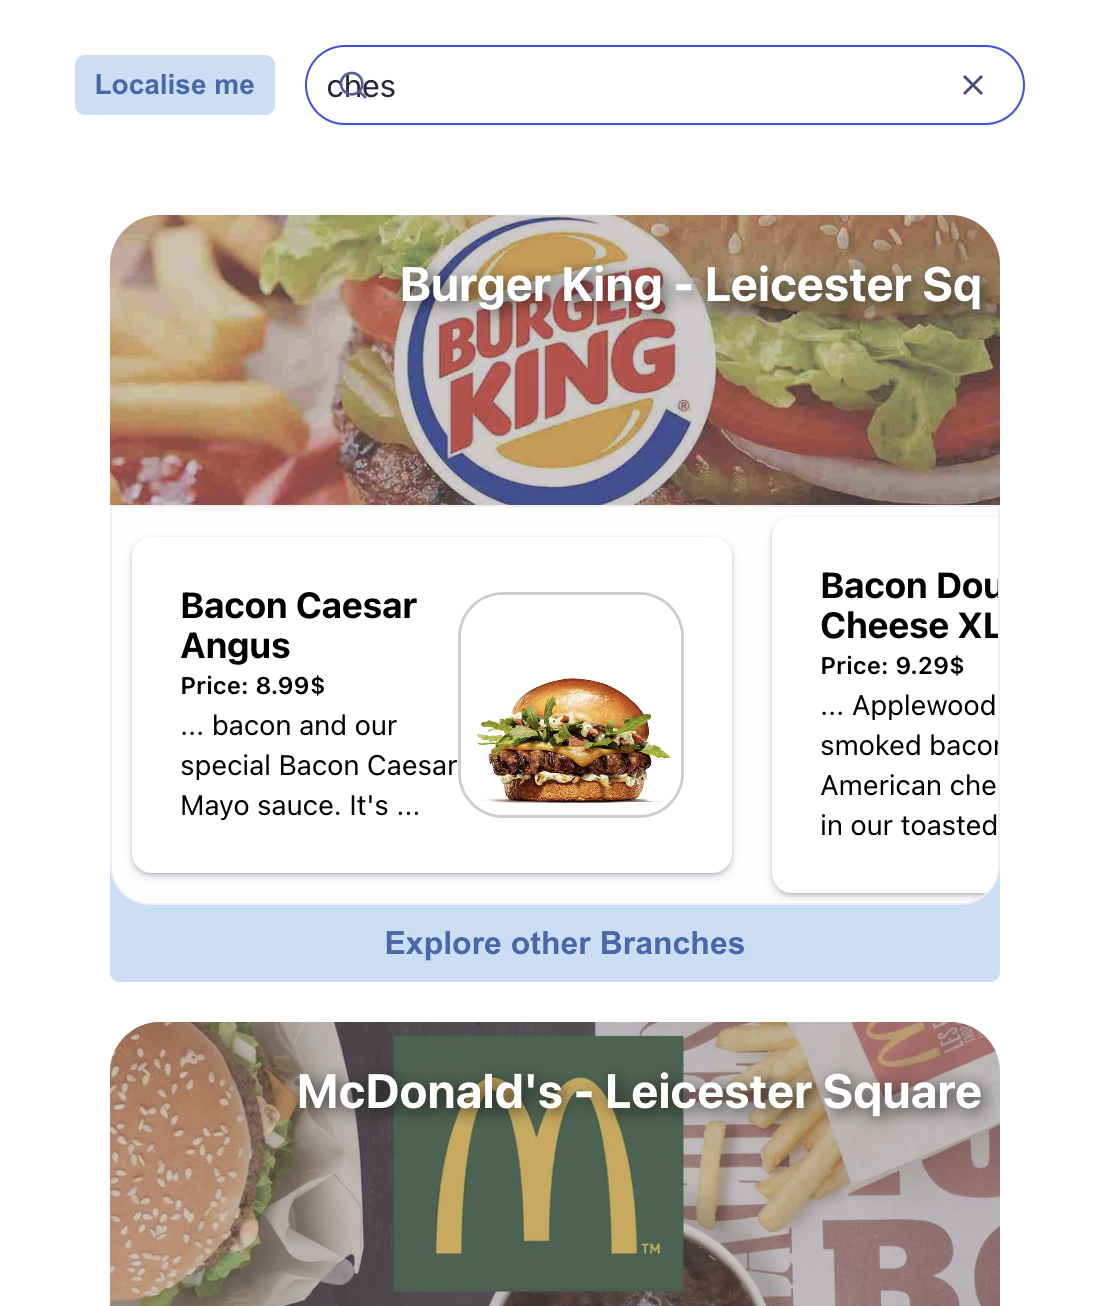 Localise me
ches
Burger King - Leicester Sq
BURGER
KING
®
Bacon Caesar
Angus
Price: 8.99$
... bacon and our
special Bacon Caesar
Mayo sauce. It's ...
Bacon Dou
Cheese XL
Price: 9.29$
... Applewood
smoked bacon
American che
in our toasted
Explore other Branches
McDonald's - Leicester Square
TM